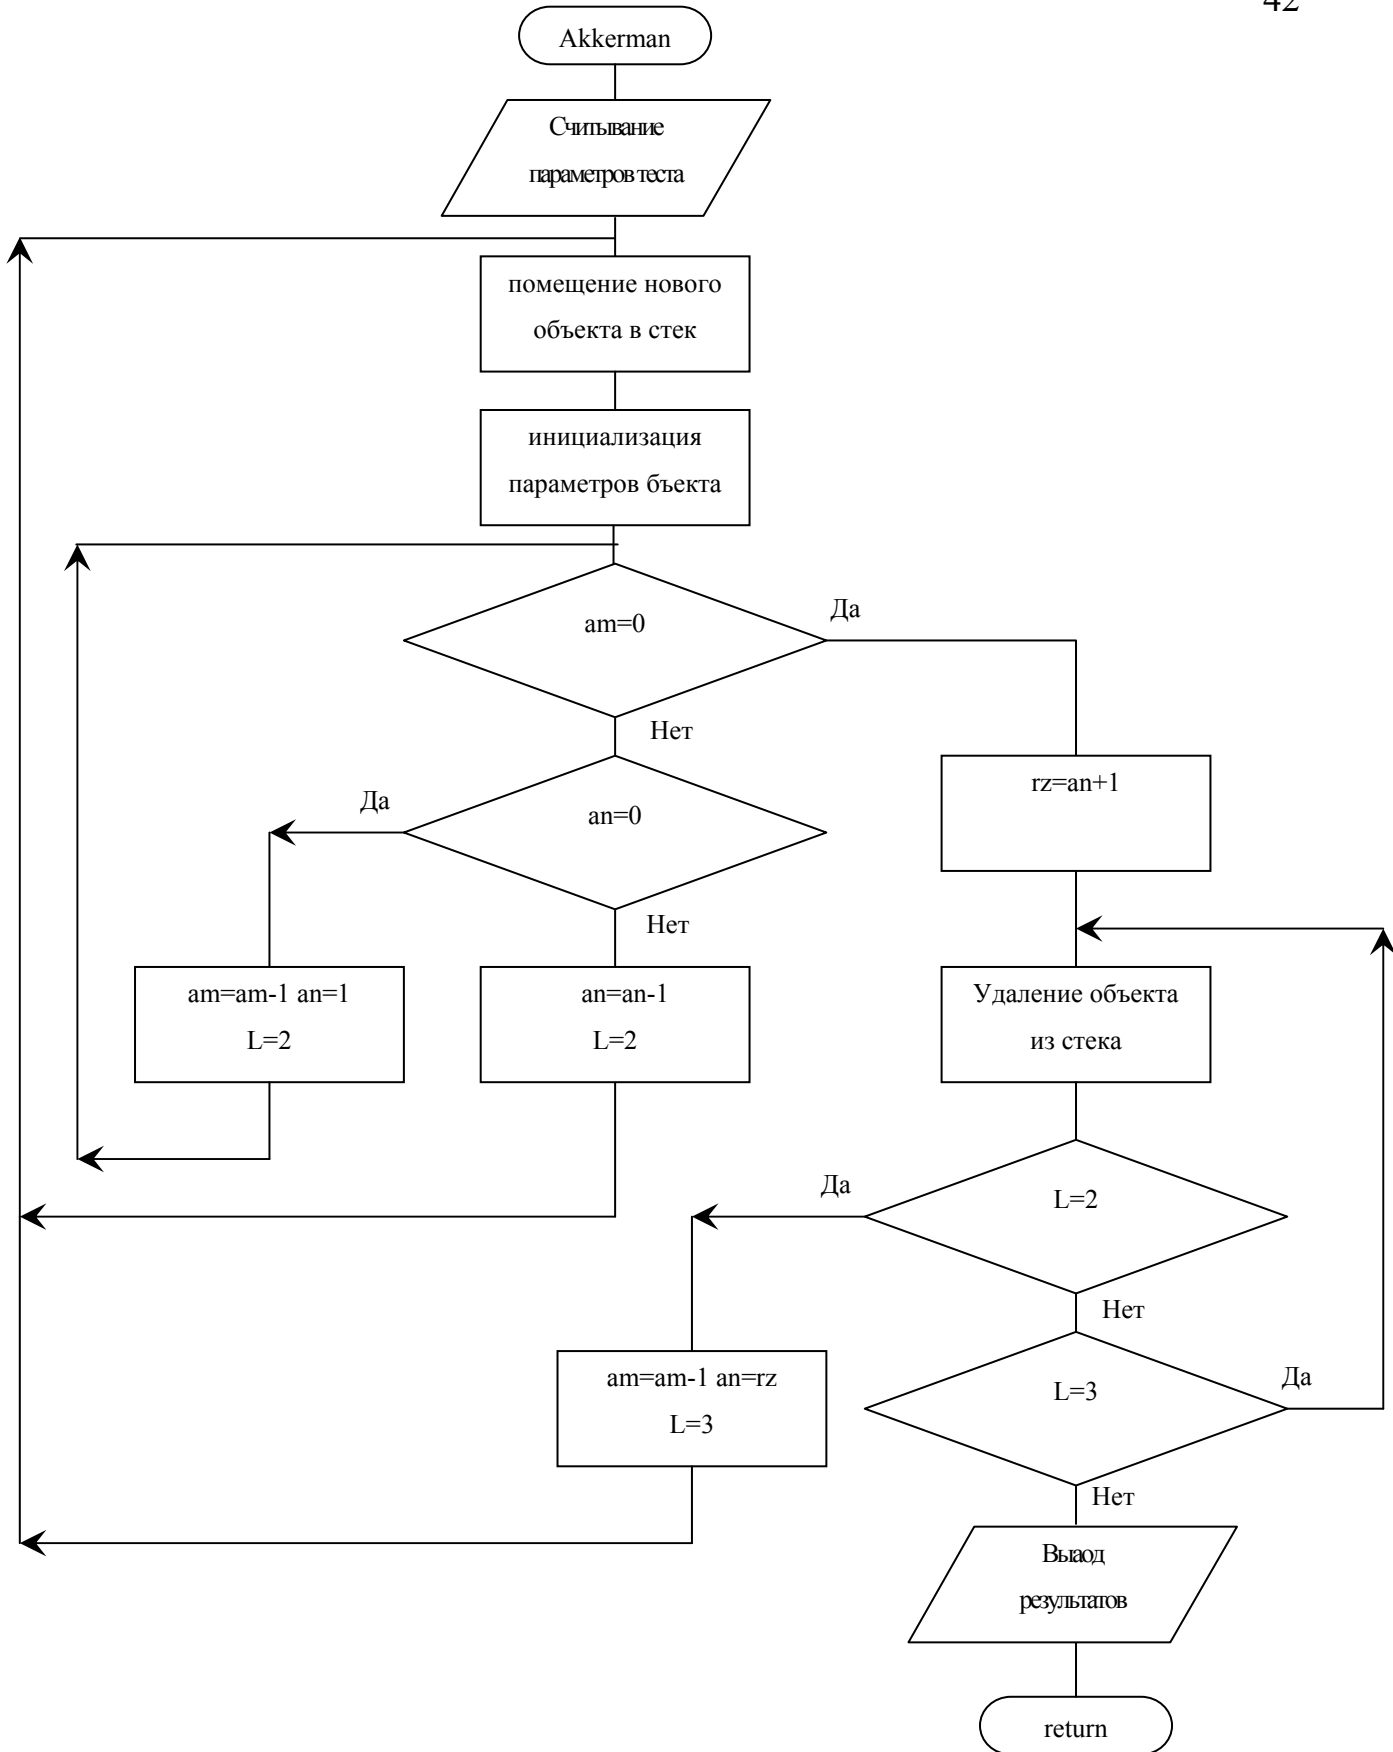 42
Akkerman
Считывание
параметров теста
помещение нового
объекта в стек
инициализация
параметров бъекта
am=0
Да
Нет
rz=an+1
an=0
Да
Нет
am=am-1 an=1
L=2
an=an-1
L=2
Удаление объекта
из стека
L=2
Да
Нет
am=am-1 an=rz
L=3
L=3
Да
Нет
Выаод
результатов
return